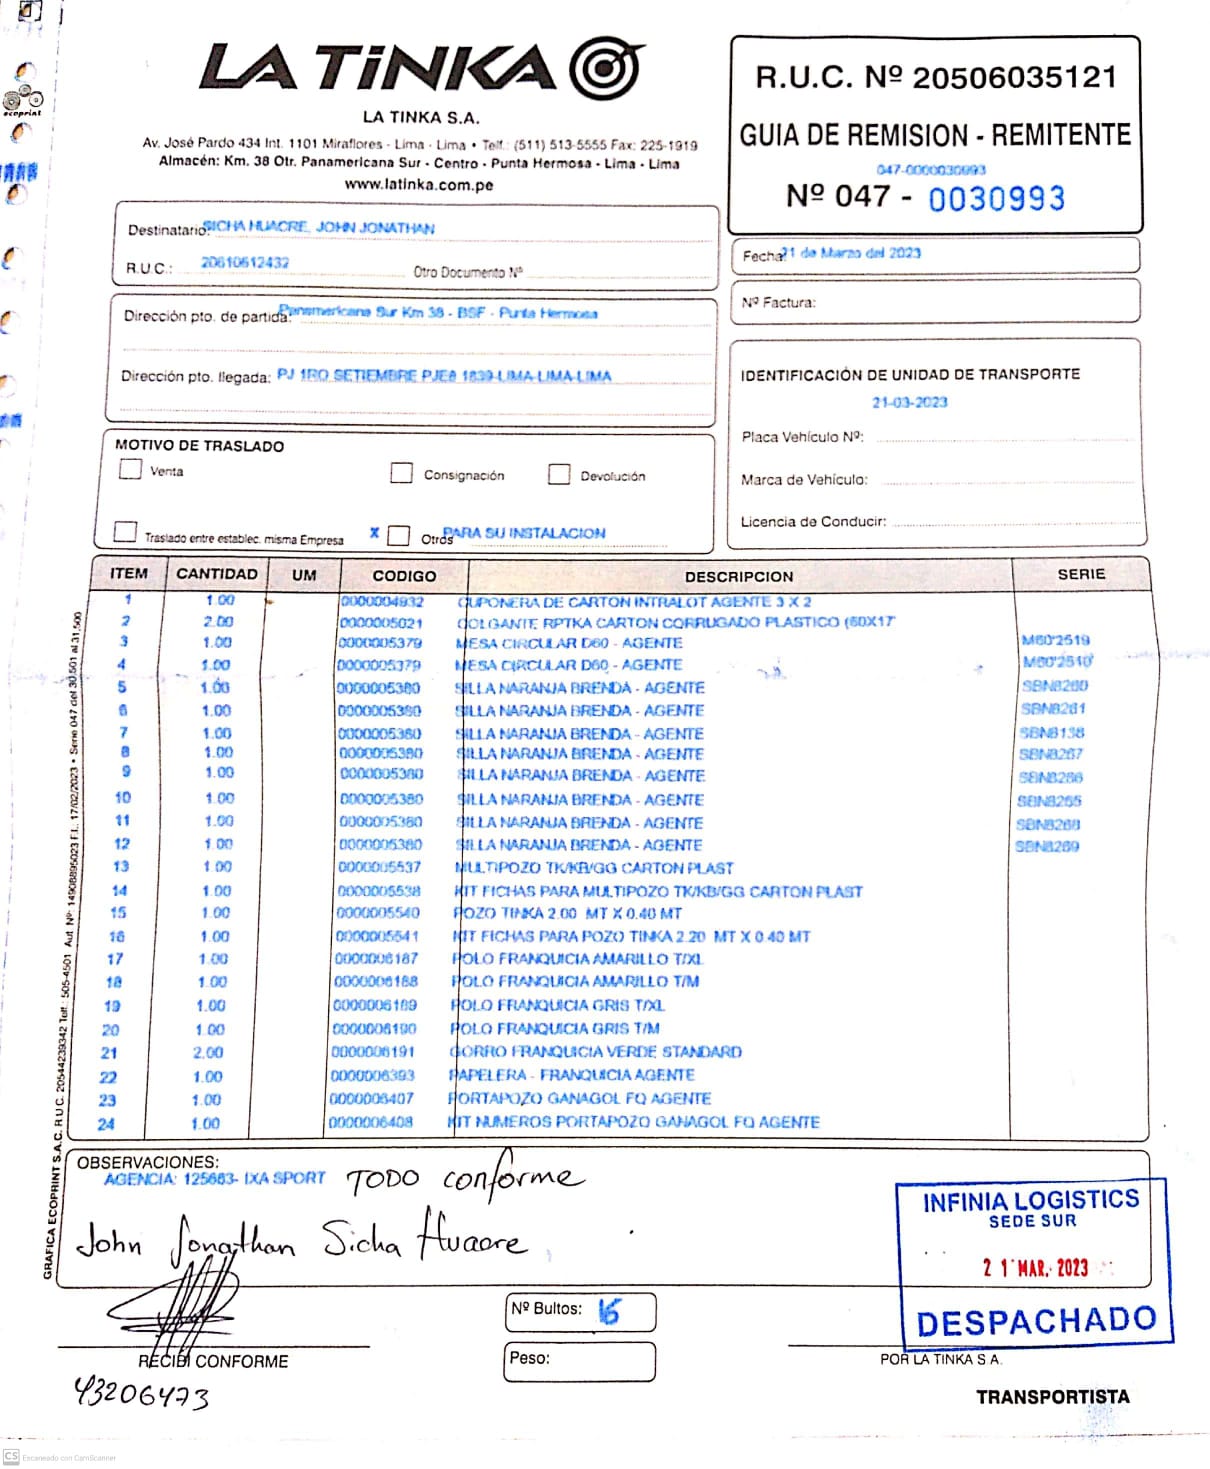 LA TiNKA
LA TINKA S.A.
Av. José Pardo 434 Int. 1101 Miraflores - Lima - Lima • Telf.: (511) 513-5555 Fax: 225-1919
Almacén: Km. 38 Otr. Panamericana Sur - Centro - Punta Hermosa - Lima - Lima
www.latinka.com.pe
ecoprint
R.U.C. Nº 20506035121
GUIA DE REMISION - REMITENTE
047-0000030993
Nº 047 - 0030993
Destinatario: SICHA HUACRE, JOHN JONATHAN
R.U.C.: 20610612432 Otro Documento Nº
Fecha: 21 de Marzo del 2023
Nº Factura:
Dirección pto. de partida: Panamericana Sur Km 38 - BSF - Punta Hermosa
Dirección pto. llegada: PJ 1RO SETIEMBRE PJE8 1839-LIMA-LIMA-LIMA
IDENTIFICACIÓN DE UNIDAD DE TRANSPORTE
21-03-2023
Placa Vehículo Nº:
Marca de Vehículo:
Licencia de Conducir:
MOTIVO DE TRASLADO
Venta Consignación Devolución
Traslado entre establec. misma Empresa X Otros PARA SU INSTALACION
ITEM CANTIDAD UM CODIGO DESCRIPCION SERIE
1 1.00 0000004932 CUPONERA DE CARTON INTRALOT AGENTE 3 X 2
2 2.00 0000005021 COLGANTE RPTKA CARTON CORRUGADO PLASTICO (60X17
3 1.00 0000005379 MESA CIRCULAR D60 - AGENTE M60'2519
4 1.00 0000005379 MESA CIRCULAR D60 - AGENTE M60'2510
5 1.00 0000005380 SILLA NARANJA BRENDA - AGENTE SBN8260
6 1.00 0000005380 SILLA NARANJA BRENDA - AGENTE SBN8261
7 1.00 0000005380 SILLA NARANJA BRENDA - AGENTE SBN8138
8 1.00 0000005380 SILLA NARANJA BRENDA - AGENTE SBN8267
9 1.00 0000005380 SILLA NARANJA BRENDA - AGENTE SBN8266
10 1.00 0000005380 SILLA NARANJA BRENDA - AGENTE SBN8265
11 1.00 0000005380 SILLA NARANJA BRENDA - AGENTE SBN8268
12 1.00 0000005380 SILLA NARANJA BRENDA - AGENTE SBN8269
13 1.00 0000005537 MULTIPOZO TK/KB/GG CARTON PLAST
14 1.00 0000005538 KIT FICHAS PARA MULTIPOZO TK/KB/GG CARTON PLAST
15 1.00 0000005540 POZO TINKA 2.00 MT X 0.40 MT
16 1.00 0000005541 KIT FICHAS PARA POZO TINKA 2.20 MT X 0.40 MT
17 1.00 0000006187 POLO FRANQUICIA AMARILLO T/XL
18 1.00 0000006188 POLO FRANQUICIA AMARILLO T/M
19 1.00 0000006189 POLO FRANQUICIA GRIS T/XL
20 1.00 0000006190 POLO FRANQUICIA GRIS T/M
21 2.00 0000006191 GORRO FRANQUICIA VERDE STANDARD
22 1.00 0000006393 PAPELERA - FRANQUICIA AGENTE
23 1.00 0000006407 PORTAPOZO GANAGOL FQ AGENTE
24 1.00 0000006408 KIT NUMEROS PORTAPOZO GANAGOL FQ AGENTE
GRAFICA ECOPRINT S.A.C. R.U.C. 20544239342 Telf.: 505-4501 Aut. Nº: 14908895023 F.I.: 17/02/2023 • Serie 047 del 30,501 al 31,500
OBSERVACIONES:
AGENCIA: 125663- IXA SPORT TODO conforme
John Jonathan Sicha Huacre
INFINIA LOGISTICS
SEDE SUR
21 MAR. 2023
DESPACHADO
Nº Bultos: 16
Peso:
RECIBI CONFORME
43206473
POR LA TINKA S.A.
TRANSPORTISTA
CS Escaneado con CamScanner